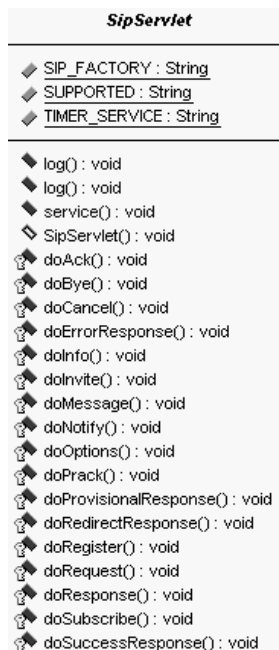 SipServlet
SIP_FACTORY : String
SUPPORTED : String
TIMER_SERVICE : String
log() : void
log() : void
service() : void
SipServlet() : void
doAck() : void
doBye() : void
doCancel() : void
doErrorResponse() : void
doInfo() : void
doInvite() : void
doMessage() : void
doNotify() : void
doOptions() : void
doPrack() : void
doProvisionalResponse() : void
doRedirectResponse() : void
doRegister() : void
doRequest() : void
doResponse() : void
doSubscribe() : void
doSuccessResponse() : void